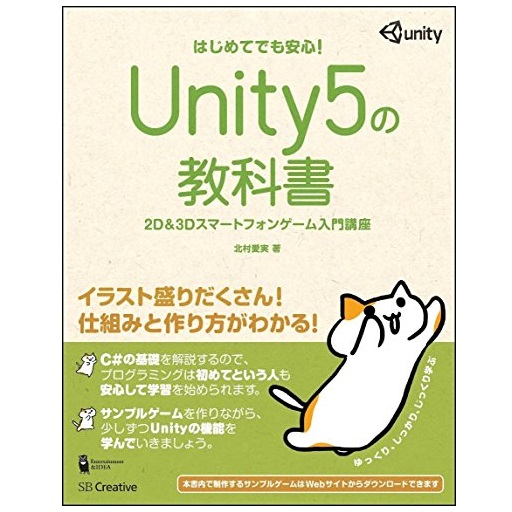 unity
はじめてでも安心!
Unity5の
教科書
2D&3Dスマートフォンゲーム入門講座
北村愛実 著
イラスト盛りだくさん!
仕組みと作り方がわかる!
C#の基礎を解説するので、
プログラミングは初めてという人も
安心して学習を始められます。
サンプルゲームを作りながら、
少しずつUnityの機能を
学んでいきましょう。
ゆっくり、しっかり、じっくりね
Entertainment
&IDEA
SB Creative
本書内で制作するサンプルゲームはWebサイトからダウンロードできます